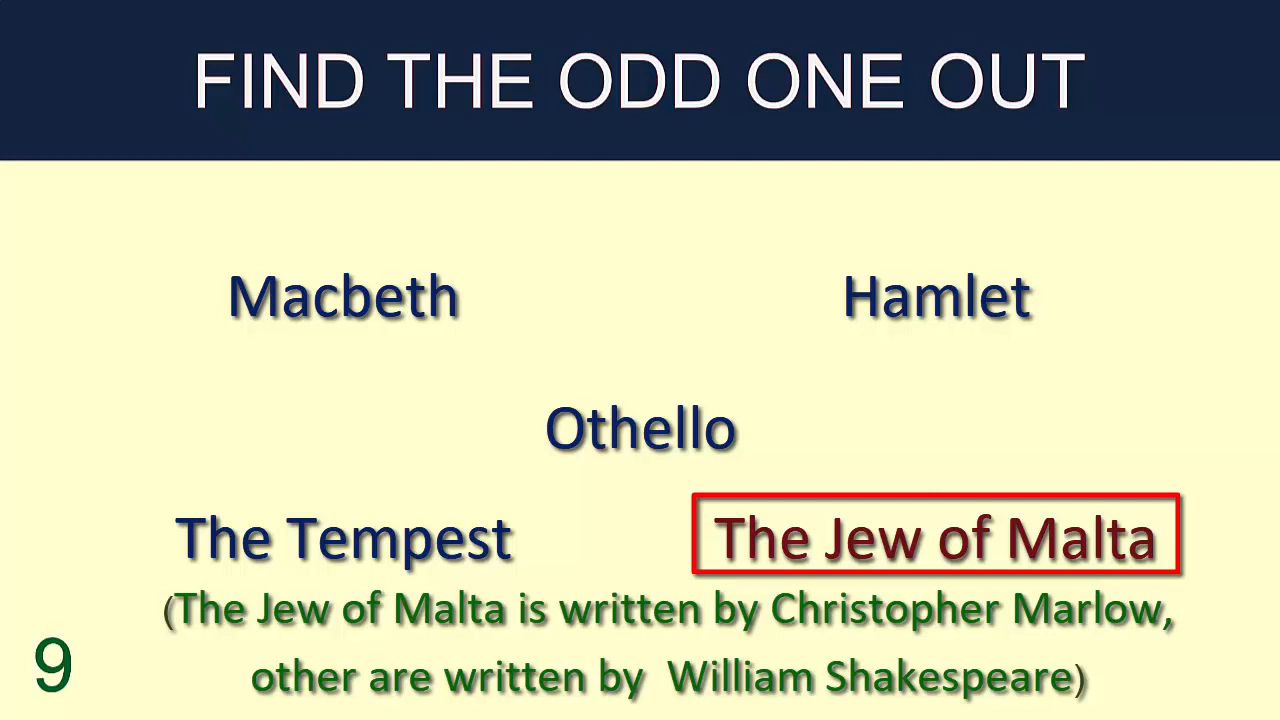 FIND THE ODD ONE OUT
Macbeth
Hamlet
Othello
The Tempest
The Jew of Malta
(The Jew of Malta is written by Christopher Marlow,
other are written by William Shakespeare)
9